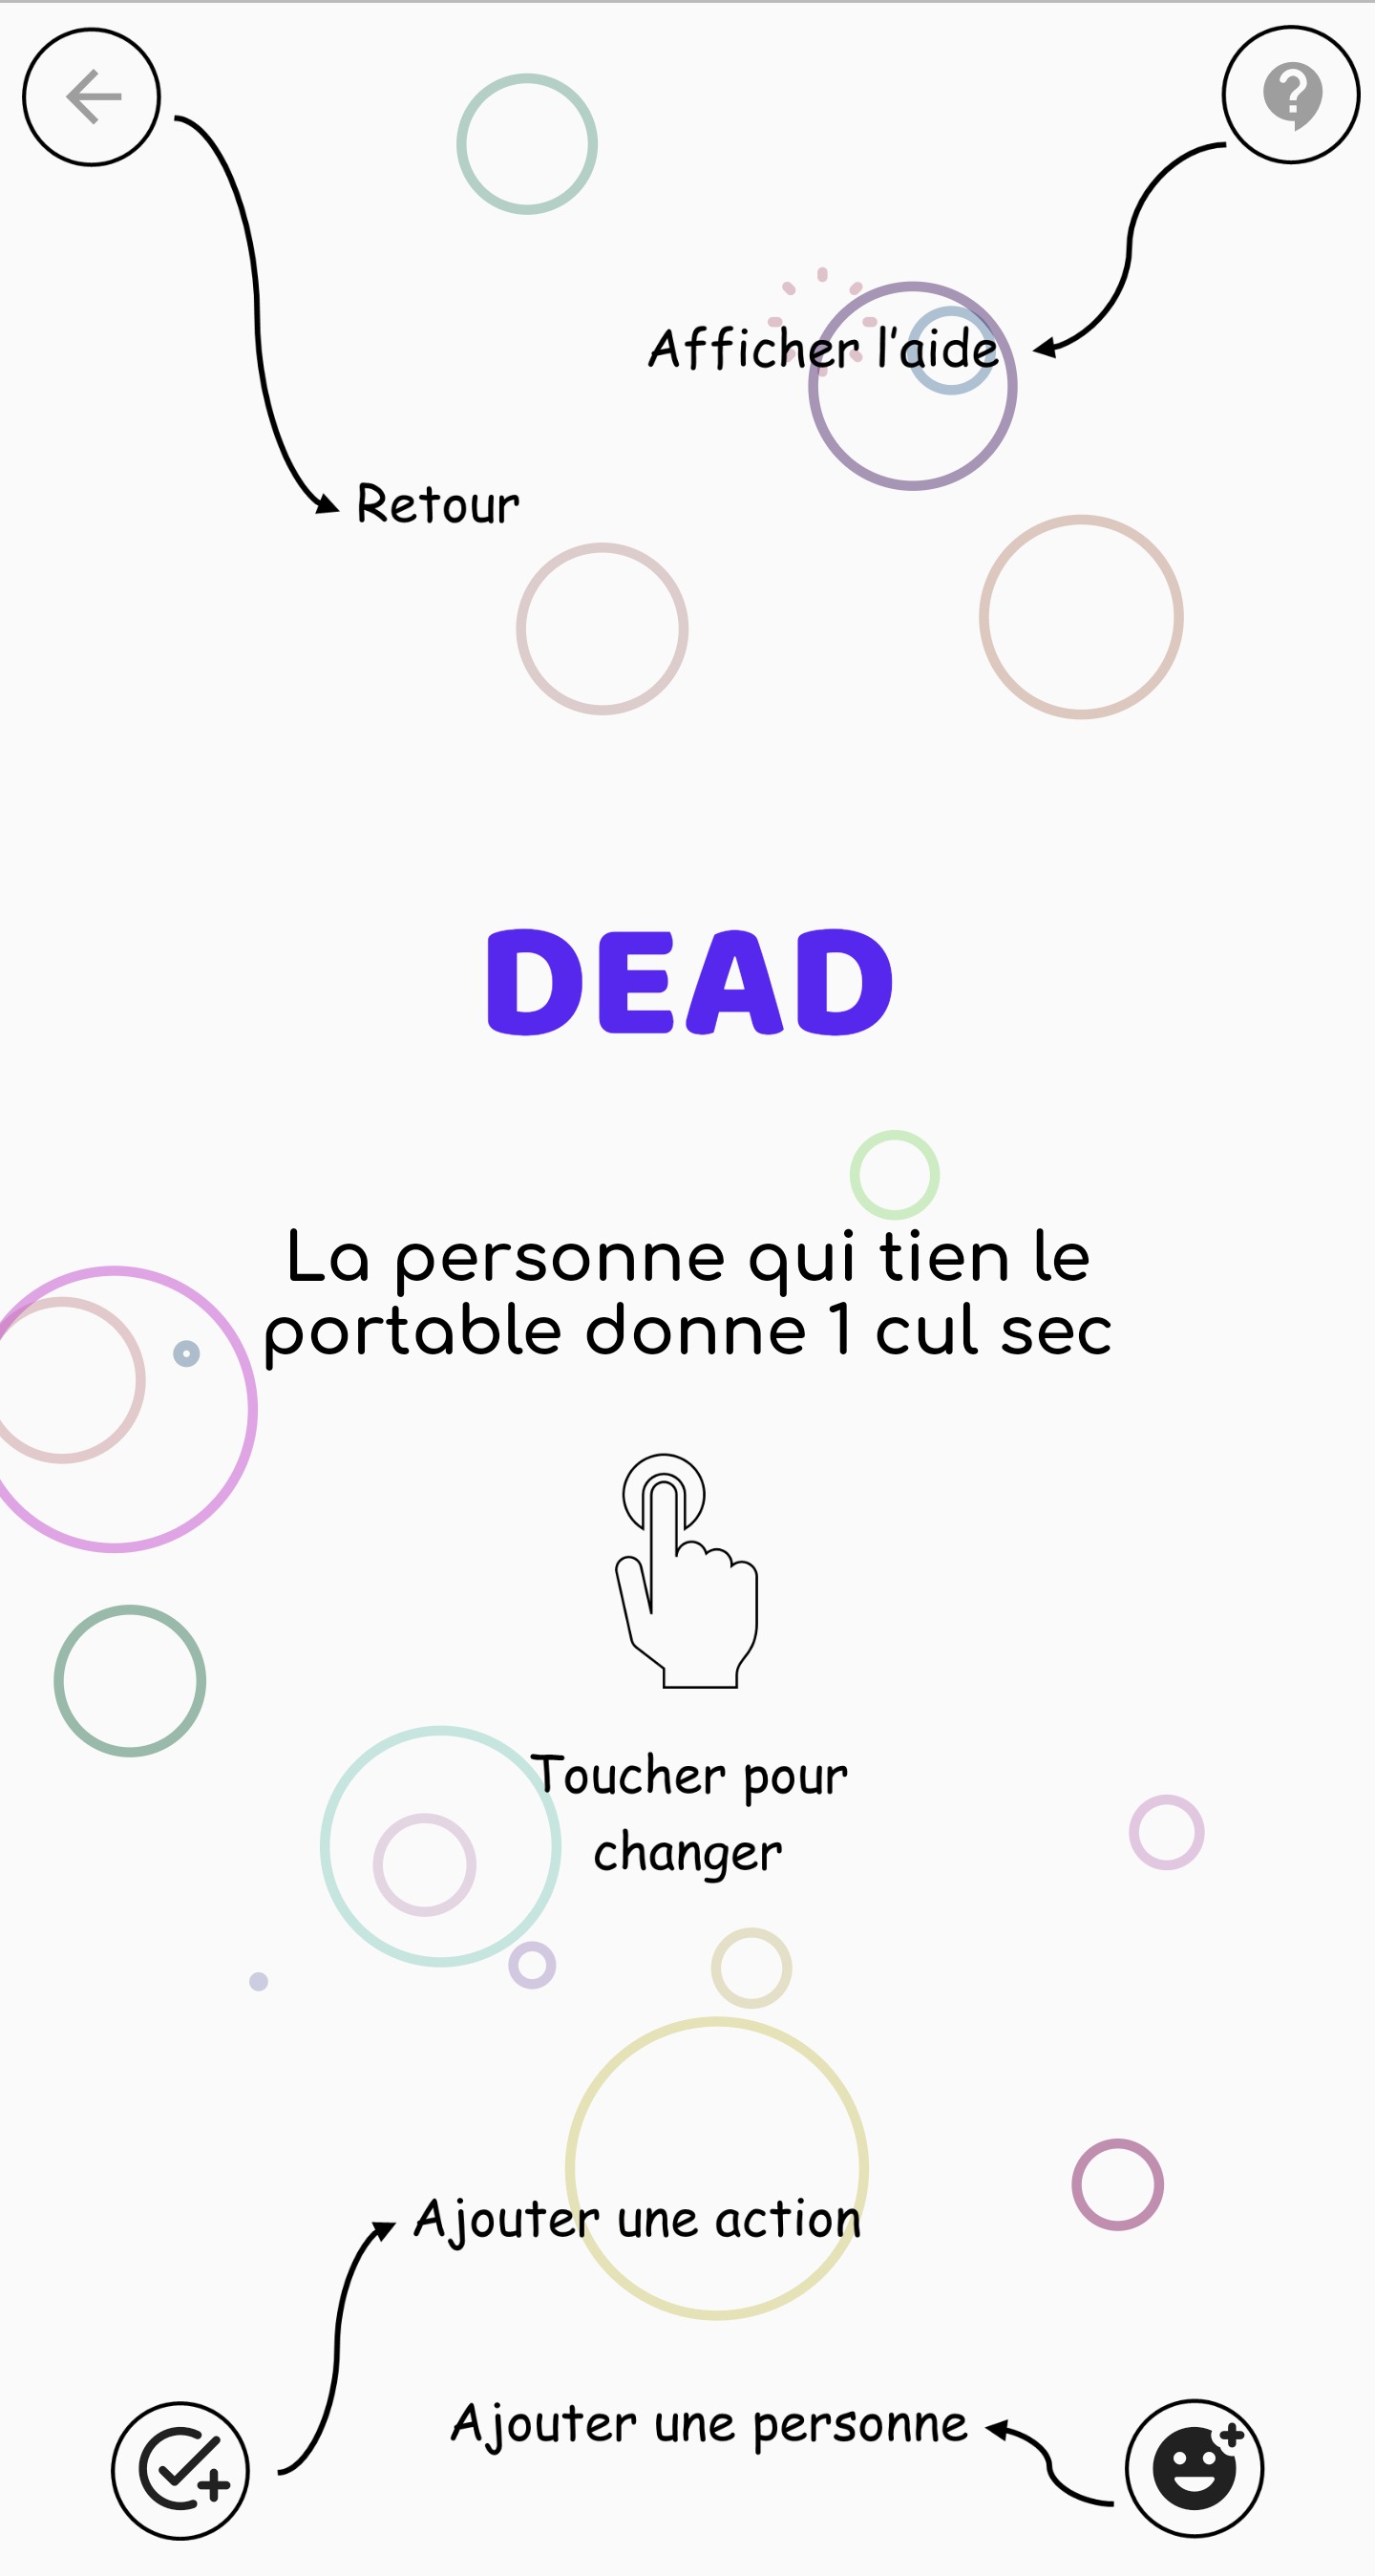 Afficher l'aide
Retour
DEAD
La personne qui tien le
portable donne 1 cul sec
Toucher pour
changer
Ajouter une action
Ajouter une personne